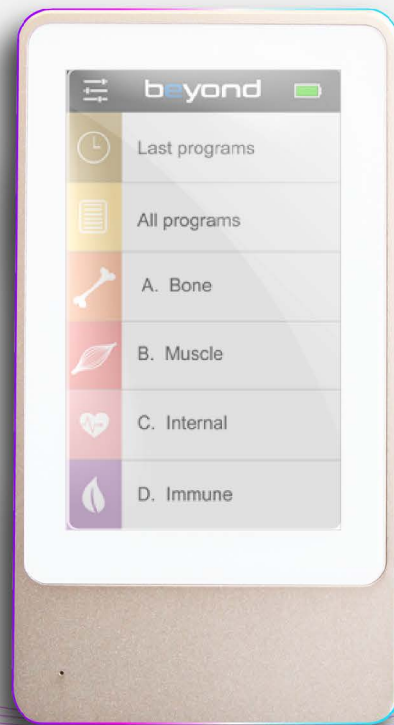 beyond
Last programs
All programs
A. Bone
B. Muscle
C. Internal
D. Immune